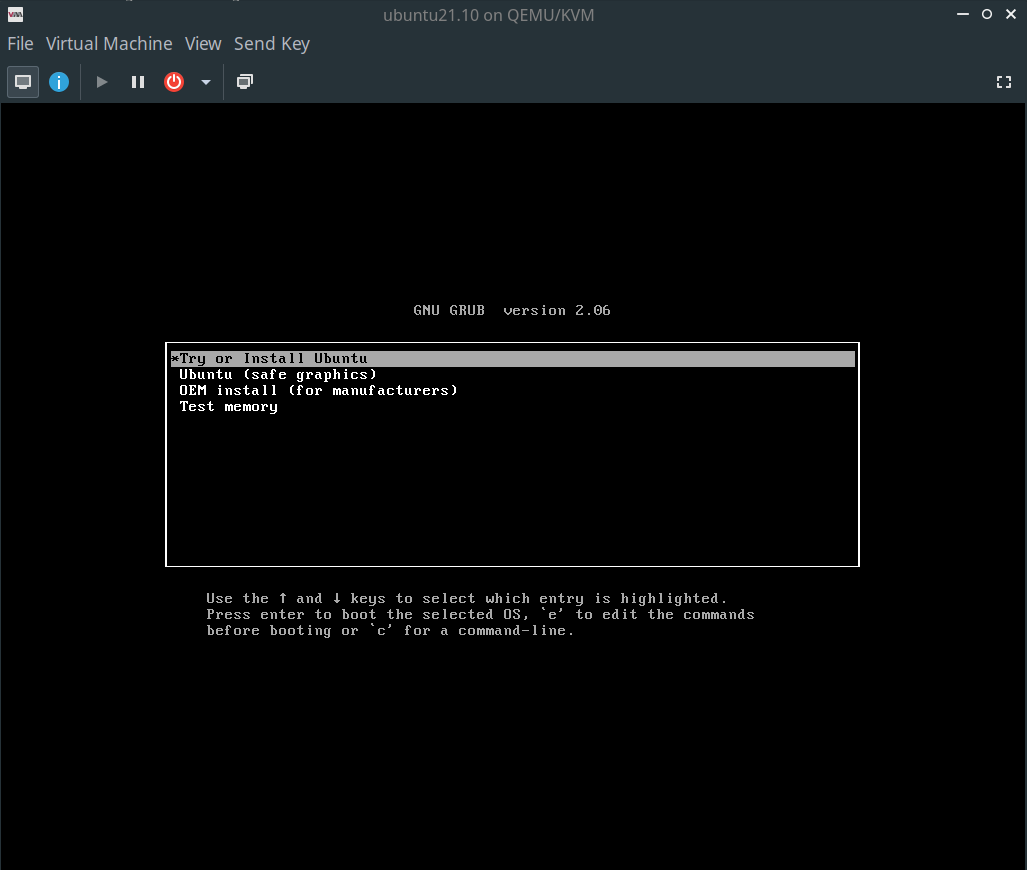 ubuntu21.10 on QEMU/KVM
File Virtual Machine View Send Key
GNU GRUB version 2.06
*Try or Install Ubuntu
Ubuntu (safe graphics)
OEM install (for manufacturers)
Test memory
Use the ↑ and ↓ keys to select which entry is highlighted.
Press enter to boot the selected OS, `e' to edit the commands
before booting or `c' for a command-line.